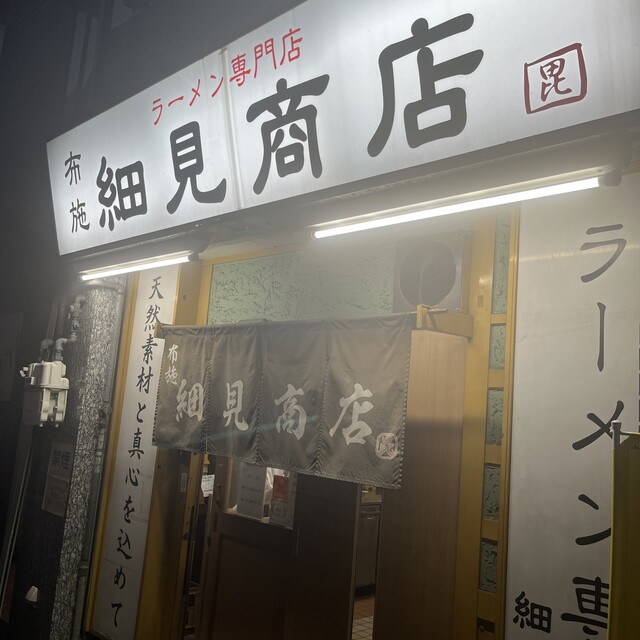 ラーメン専門店
布施
細見商店
毘
布施
細見商店
天然素材と真心を込めて
ラーメン専
細